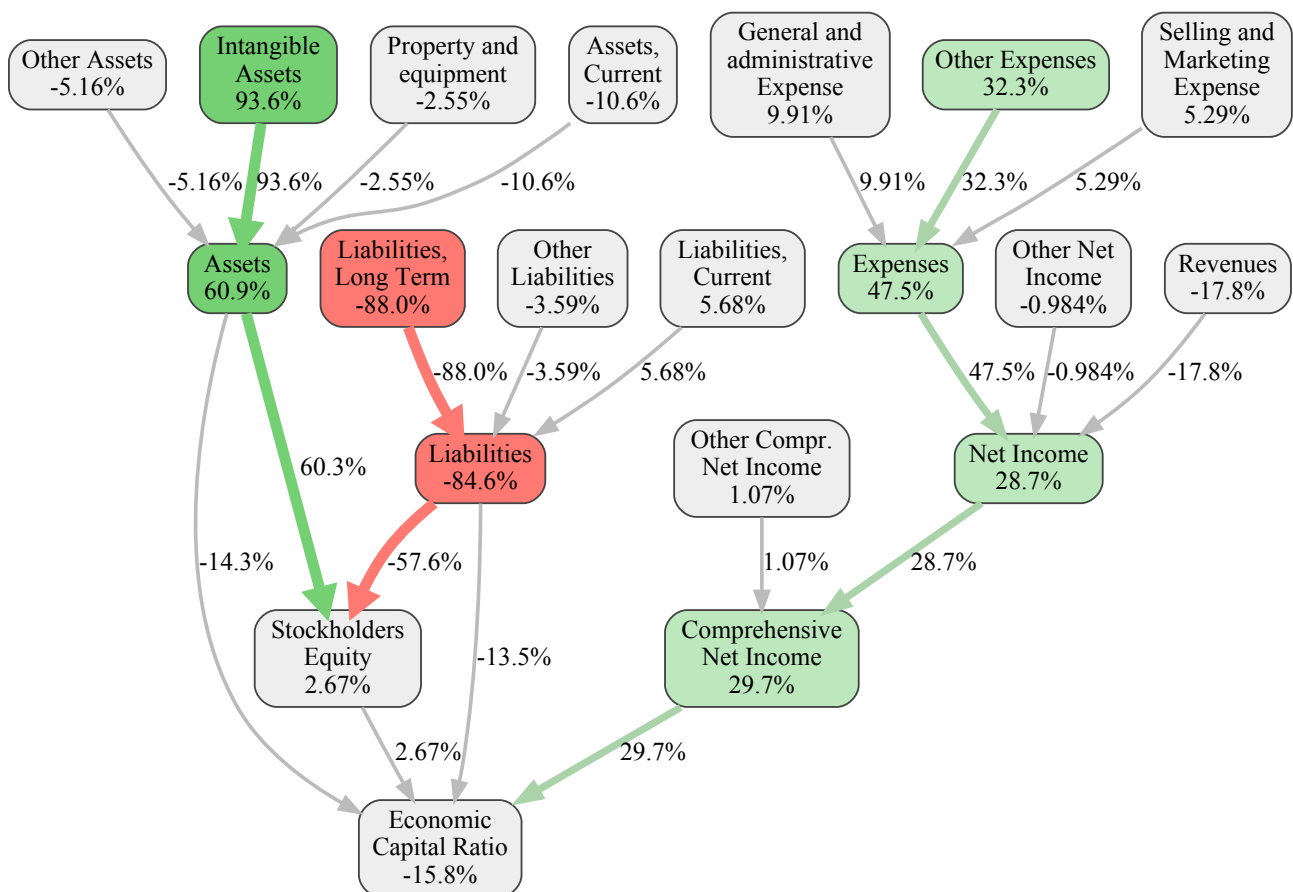 Other Assets
-5.16%
Intangible
Assets
93.6%
Property and
equipment
-2.55%
Assets,
Current
-10.6%
General and
administrative
Expense
9.91%
Other Expenses
32.3%
Selling and
Marketing
Expense
5.29%
-5.16%
93.6%
-2.55%
-10.6%
9.91%
32.3%
5.29%
Assets
60.9%
Liabilities,
Long Term
-88.0%
Other
Liabilities
-3.59%
Liabilities,
Current
5.68%
Expenses
47.5%
Other Net
Income
-0.984%
Revenues
-17.8%
-88.0%
-3.59%
5.68%
47.5%
-0.984%
-17.8%
60.3%
Liabilities
-84.6%
Other Compr.
Net Income
1.07%
Net Income
28.7%
-14.3%
-57.6%
1.07%
28.7%
Stockholders
Equity
2.67%
-13.5%
Comprehensive
Net Income
29.7%
2.67%
29.7%
Economic
Capital Ratio
-15.8%